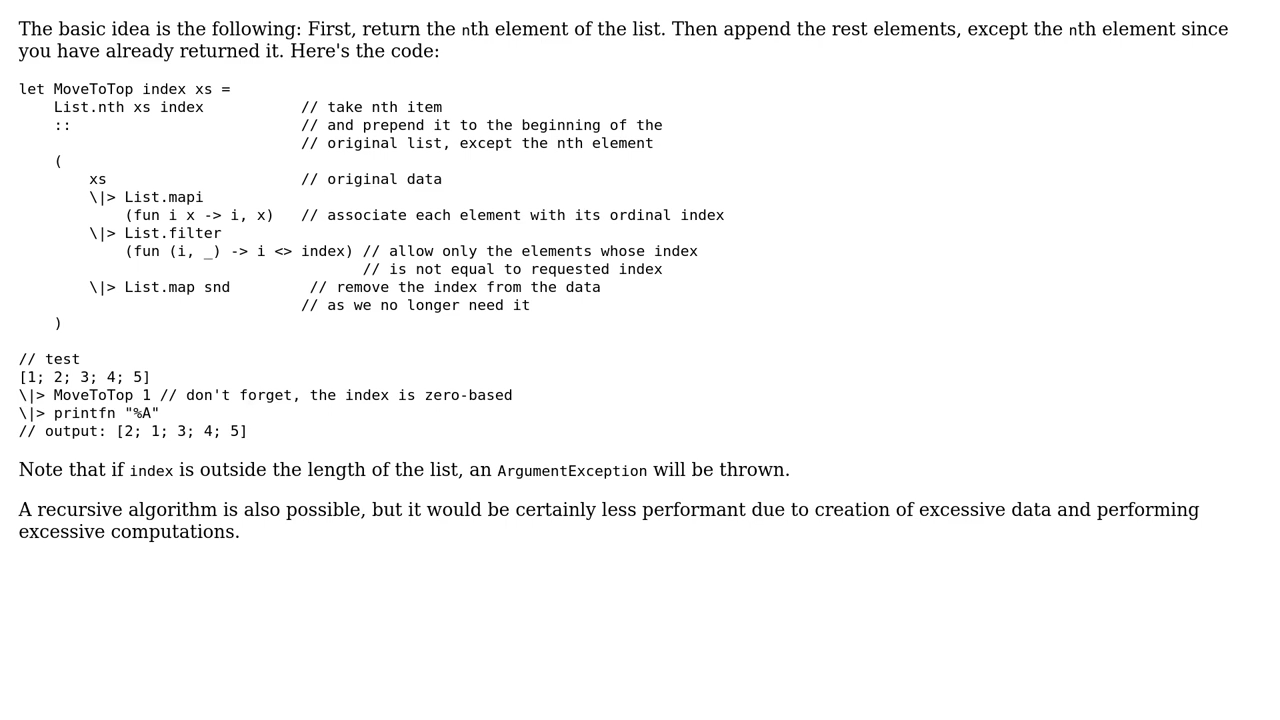 The basic idea is the following: First, return the nth element of the list. Then append the rest elements, except the nth element since
you have already returned it. Here's the code:
let MoveToTop index xs =
    List.nth xs index           // take nth item
    ::                          // and prepend it to the beginning of the
                                // original list, except the nth element
    (
        xs                      // original data
        \|> List.mapi
            (fun i x -> i, x)   // associate each element with its ordinal index
        \|> List.filter
            (fun (i, _) -> i <> index) // allow only the elements whose index
                                       // is not equal to requested index
        \|> List.map snd         // remove the index from the data
                                // as we no longer need it
    )
// test
[1; 2; 3; 4; 5]
\|> MoveToTop 1 // don't forget, the index is zero-based
\|> printfn "%A"
// output: [2; 1; 3; 4; 5]
Note that if index is outside the length of the list, an ArgumentException will be thrown.
A recursive algorithm is also possible, but it would be certainly less performant due to creation of excessive data and performing
excessive computations.